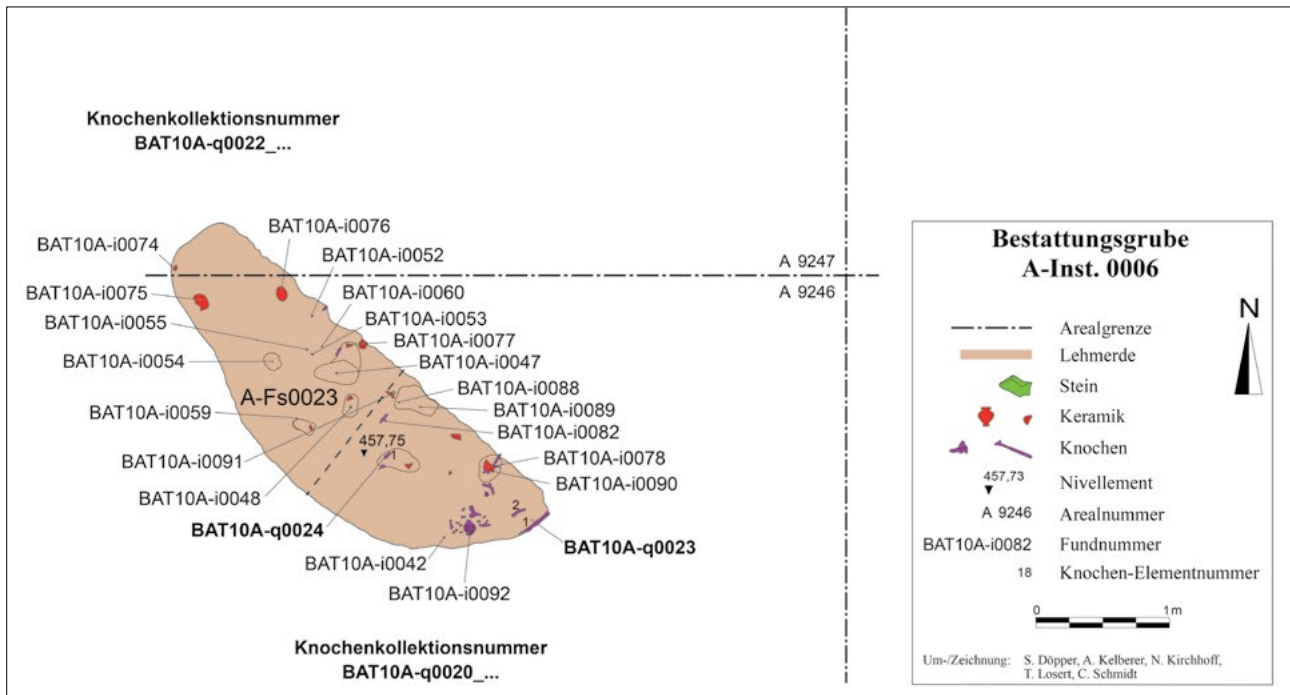 Knochenkollektionsnummer
BAT10A-q0022_...
BAT10A-i0074
BAT10A-i0076
BAT10A-i0052
BAT10A-i0075
BAT10A-i0060
BAT10A-i0055
BAT10A-i0053
BAT10A-i0077
BAT10A-i0054
BAT10A-i0047
A-Fs0023
BAT10A-i0088
BAT10A-i0059
BAT10A-i0089
BAT10A-i0082
457,75
1
BAT10A-i0091
BAT10A-i0078
BAT10A-i0048
BAT10A-i0090
BAT10A-q0024
2
1
BAT10A-q0023
BAT10A-i0042
BAT10A-i0092
Knochenkollektionsnummer
BAT10A-q0020_...
A 9247
A 9246
Bestattungsgrube
A-Inst. 0006
Arealgrenze
Lehmerde
Stein
Keramik
Knochen
457,73 Nivellement
A 9246 Arealnummer
BAT10A-i0082 Fundnummer
18 Knochen-Elementnummer
N
0 1m
Um-/Zeichnung: S. Döpper, A. Kelberer, N. Kirchhoff,
T. Losert, C. Schmidt